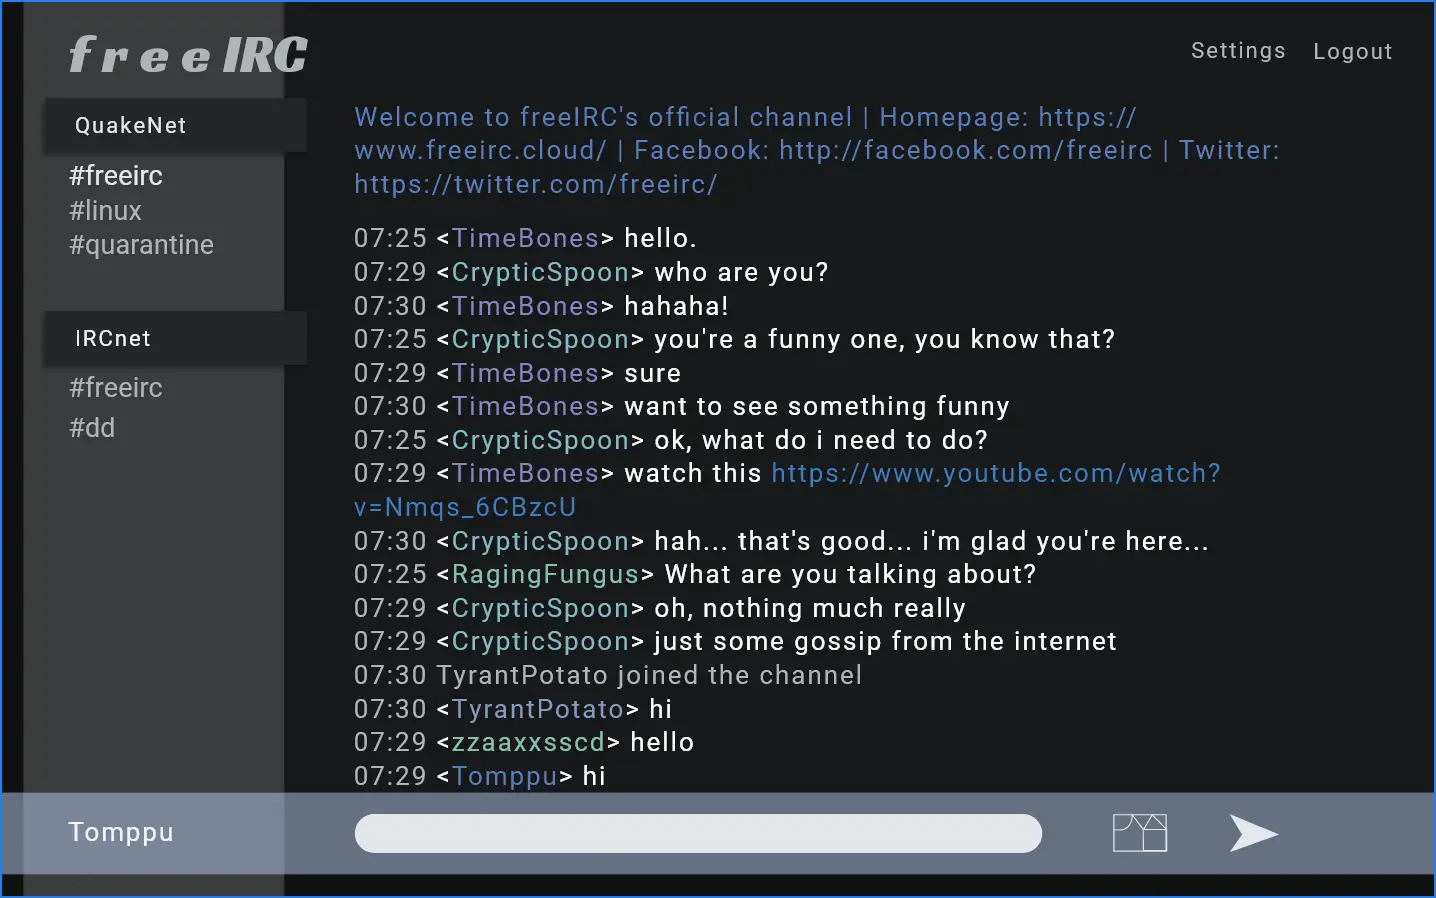 free IRC
Settings Logout
QuakeNet
#freeirc
#linux
#quarantine
IRCnet
#freeirc
#dd
Welcome to freeIRC's official channel | Homepage: https://
www.freeirc.cloud/ | Facebook: http://facebook.com/freeirc | Twitter:
https://twitter.com/freeirc/
07:25 <TimeBones> hello.
07:29 <CrypticSpoon> who are you?
07:30 <TimeBones> hahaha!
07:25 <CrypticSpoon> you're a funny one, you know that?
07:29 <TimeBones> sure
07:30 <TimeBones> want to see something funny
07:25 <CrypticSpoon> ok, what do i need to do?
07:29 <TimeBones> watch this https://www.youtube.com/watch?
v=Nmqs_6CBzcU
07:30 <CrypticSpoon> hah... that's good... i'm glad you're here...
07:25 <RagingFungus> What are you talking about?
07:29 <CrypticSpoon> oh, nothing much really
07:29 <CrypticSpoon> just some gossip from the internet
07:30 TyrantPotato joined the channel
07:30 <TyrantPotato> hi
07:29 <zzaaxxsscd> hello
07:29 <Tomppu> hi
Tomppu